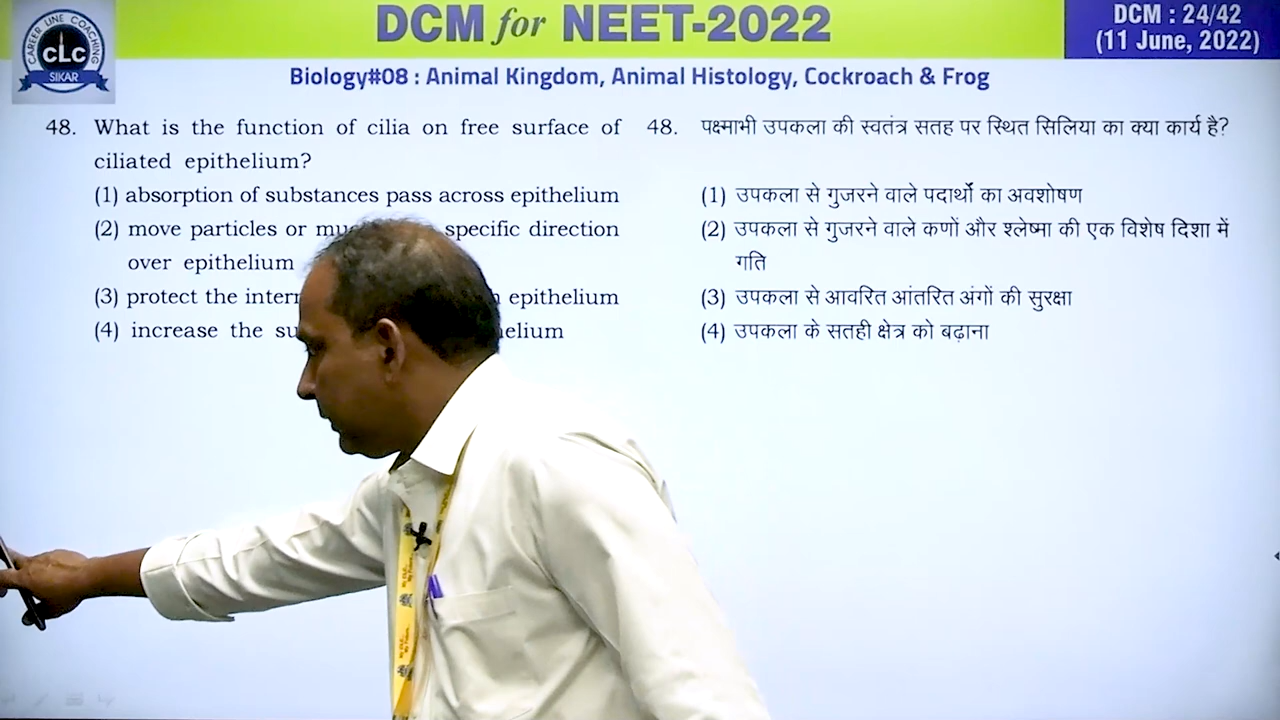 CAREER LINE COACHING
CLC
SIKAR
DCM for NEET-2022
DCM : 24/42
(11 June, 2022)
Biology#08 : Animal Kingdom, Animal Histology, Cockroach & Frog
48. What is the function of cilia on free surface of
ciliated epithelium?
(1) absorption of substances pass across epithelium
(2) move particles or specific direction
over epithelium
(3) protect the epithelium
(4) increase the
48. पक्ष्माभी उपकला की स्वतंत्र सतह पर स्थित सिलिया का क्या कार्य है?
(1) उपकला से गुजरने वाले पदार्थों का अवशोषण
(2) उपकला से गुजरने वाले कणों और श्लेष्मा की एक विशेष दिशा में
गति
(3) उपकला से आवरित आंतरित अंगों की सुरक्षा
(4) उपकला के सतही क्षेत्र को बढ़ाना